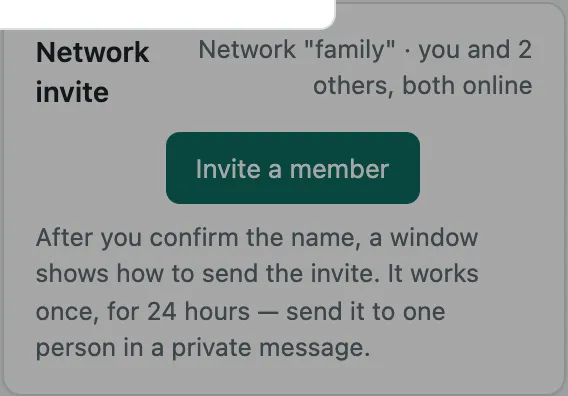 Network invite
Network "family" · you and 2
others, both online
Invite a member
After you confirm the name, a window
shows how to send the invite. It works
once, for 24 hours — send it to one
person in a private message.